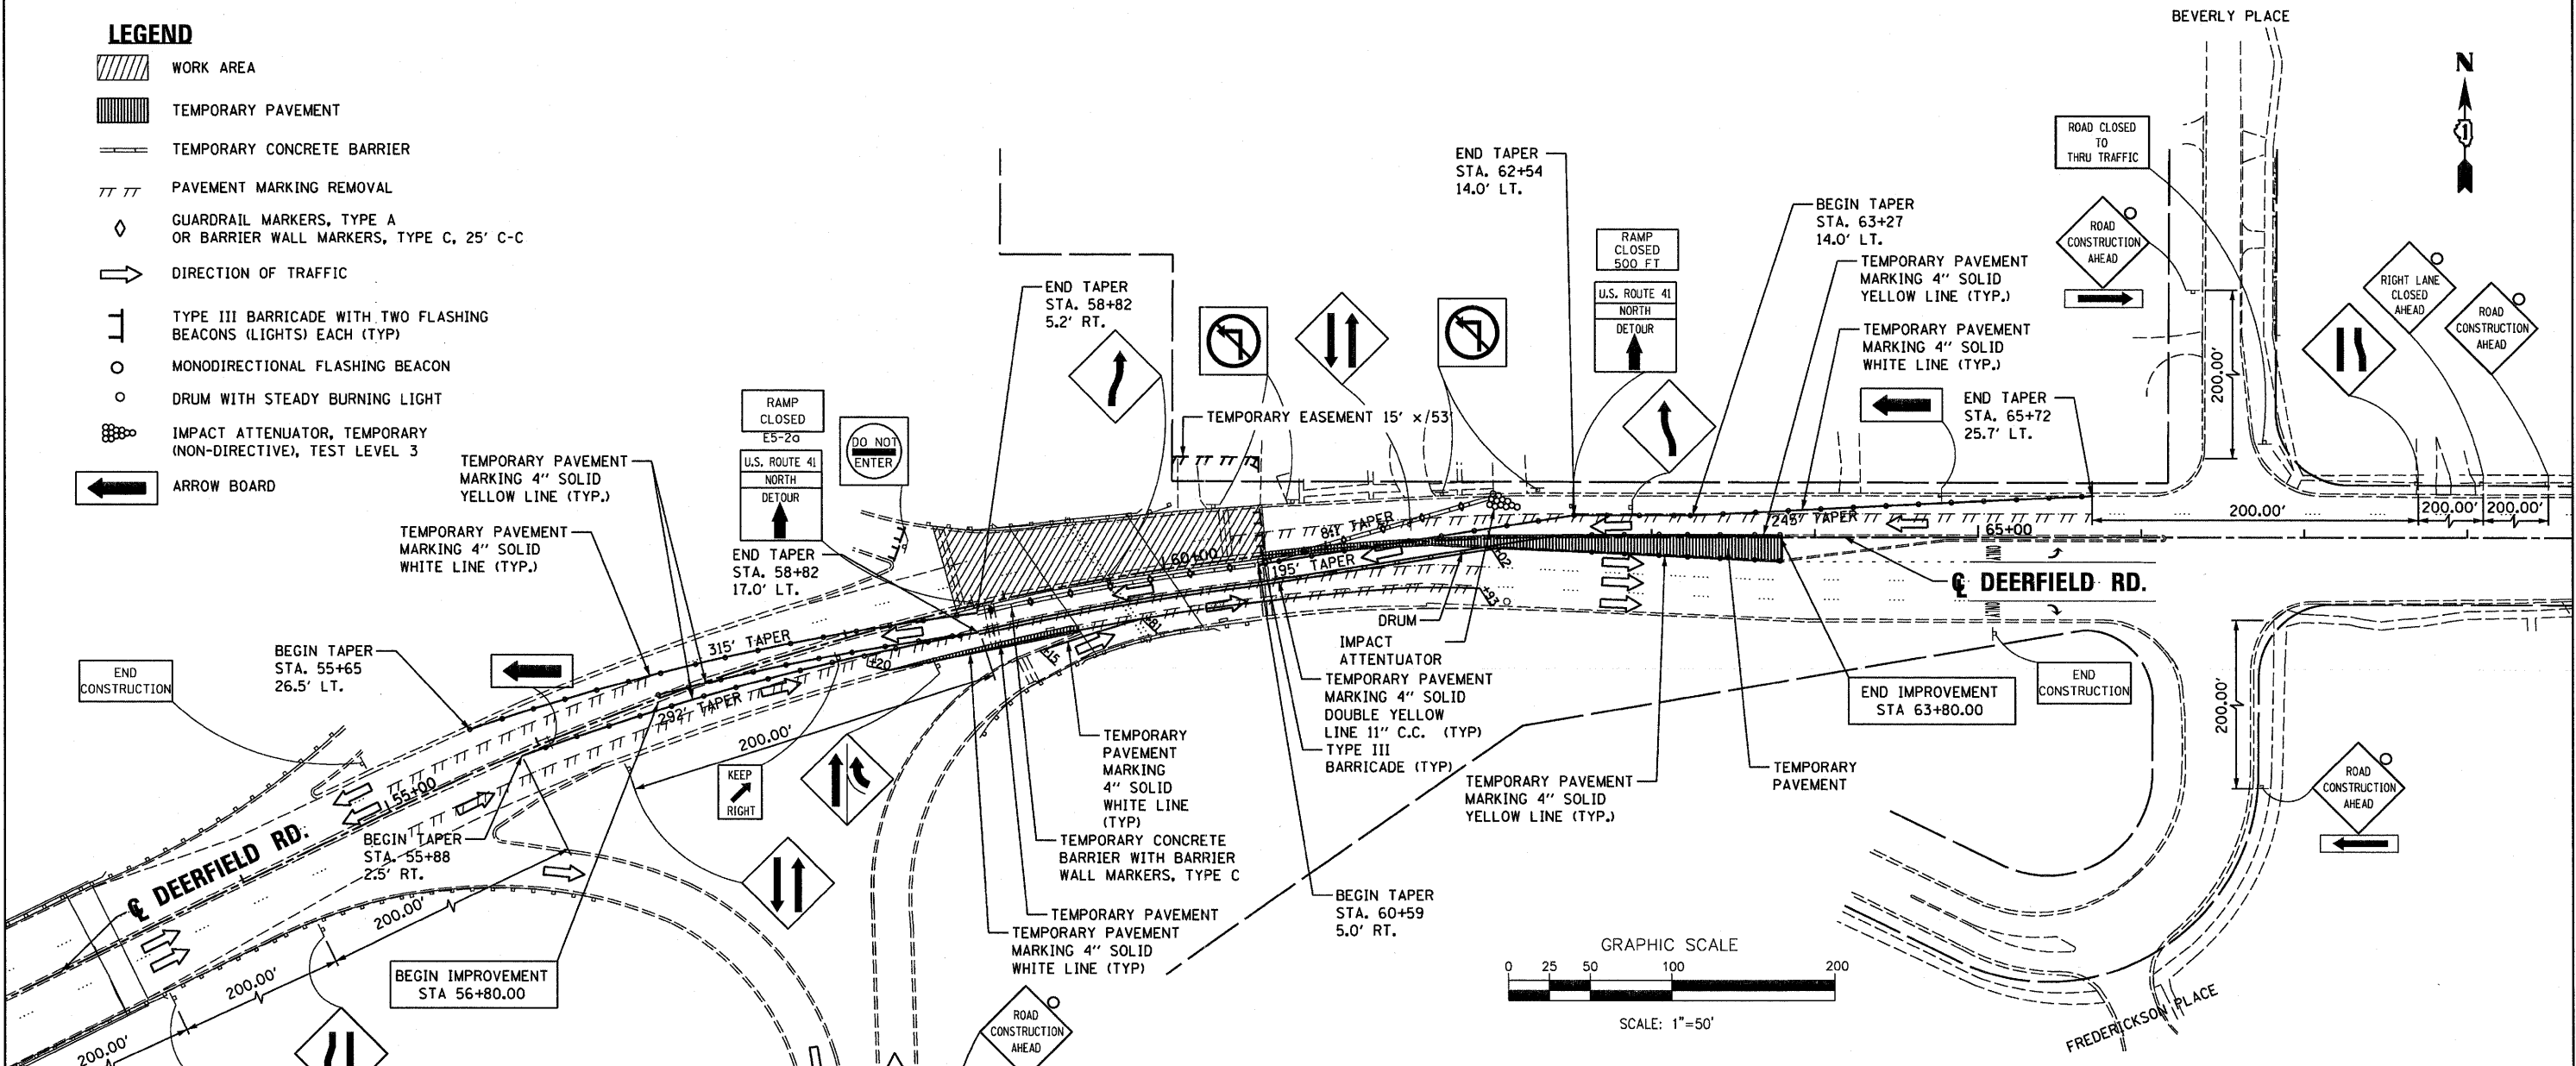 LEGEND
WORK AREA
TEMPORARY PAVEMENT
TEMPORARY CONCRETE BARRIER
PAVEMENT MARKING REMOVAL
GUARDRAIL MARKERS, TYPE A
OR BARRIER WALL MARKERS, TYPE C, 25' C-C
DIRECTION OF TRAFFIC
TYPE III BARRICADE WITH TWO FLASHING
BEACONS (LIGHTS) EACH (TYP)
MONODIRECTIONAL FLASHING BEACON
DRUM WITH STEADY BURNING LIGHT
IMPACT ATTENUATOR, TEMPORARY
(NON-DIRECTIVE), TEST LEVEL 3
ARROW BOARD
BEVERLY PLACE
N
1
ROAD CLOSED
TO
THRU TRAFFIC
ROAD
CONSTRUCTION
AHEAD
RIGHT LANE
CLOSED
AHEAD
ROAD
CONSTRUCTION
AHEAD
200.00'
200.00'
200.00'
200.00'
END TAPER
STA. 62+54
14.0' LT.
RAMP
CLOSED
500 FT
U.S. ROUTE 41
NORTH
DETOUR
BEGIN TAPER
STA. 63+27
14.0' LT.
TEMPORARY PAVEMENT
MARKING 4" SOLID
YELLOW LINE (TYP.)
TEMPORARY PAVEMENT
MARKING 4" SOLID
WHITE LINE (TYP.)
END TAPER
STA. 65+72
25.7' LT.
END TAPER
STA. 58+82
5.2' RT.
TEMPORARY EASEMENT 15' x/53'
RAMP
CLOSED
E5-2a
U.S. ROUTE 41
NORTH
DETOUR
DO NOT
ENTER
END TAPER
STA. 58+82
17.0' LT.
TEMPORARY PAVEMENT
MARKING 4" SOLID
YELLOW LINE (TYP.)
TEMPORARY PAVEMENT
MARKING 4" SOLID
WHITE LINE (TYP.)
BEGIN TAPER
STA. 55+65
26.5' LT.
END
CONSTRUCTION
315' TAPER
292' TAPER
60+00
8:1 TAPER
195' TAPER
245' TAPER
65+00
55+00
+20
+15
+81
+02
+93
℄ DEERFIELD RD.
℄ DEERFIELD RD.
200.00'
KEEP
RIGHT
BEGIN TAPER
STA. 55+88
2.5' RT.
200.00'
200.00'
200.00'
BEGIN IMPROVEMENT
STA 56+80.00
TEMPORARY
PAVEMENT
MARKING
4" SOLID
WHITE LINE
(TYP)
TEMPORARY CONCRETE
BARRIER WITH BARRIER
WALL MARKERS, TYPE C
TEMPORARY PAVEMENT
TEMPORARY PAVEMENT
MARKING 4" SOLID
WHITE LINE (TYP)
DRUM
IMPACT
ATTENTUATOR
TEMPORARY PAVEMENT
MARKING 4" SOLID
DOUBLE YELLOW
LINE 11" C.C. (TYP)
TYPE III
BARRICADE (TYP)
BEGIN TAPER
STA. 60+59
5.0' RT.
TEMPORARY PAVEMENT
MARKING 4" SOLID
YELLOW LINE (TYP.)
TEMPORARY
PAVEMENT
END IMPROVEMENT
STA 63+80.00
END
CONSTRUCTION
200.00'
ROAD
CONSTRUCTION
AHEAD
ROAD
CONSTRUCTION
AHEAD
GRAPHIC SCALE
0 25 50 100 200
SCALE: 1"=50'
FREDERICKSON PLACE